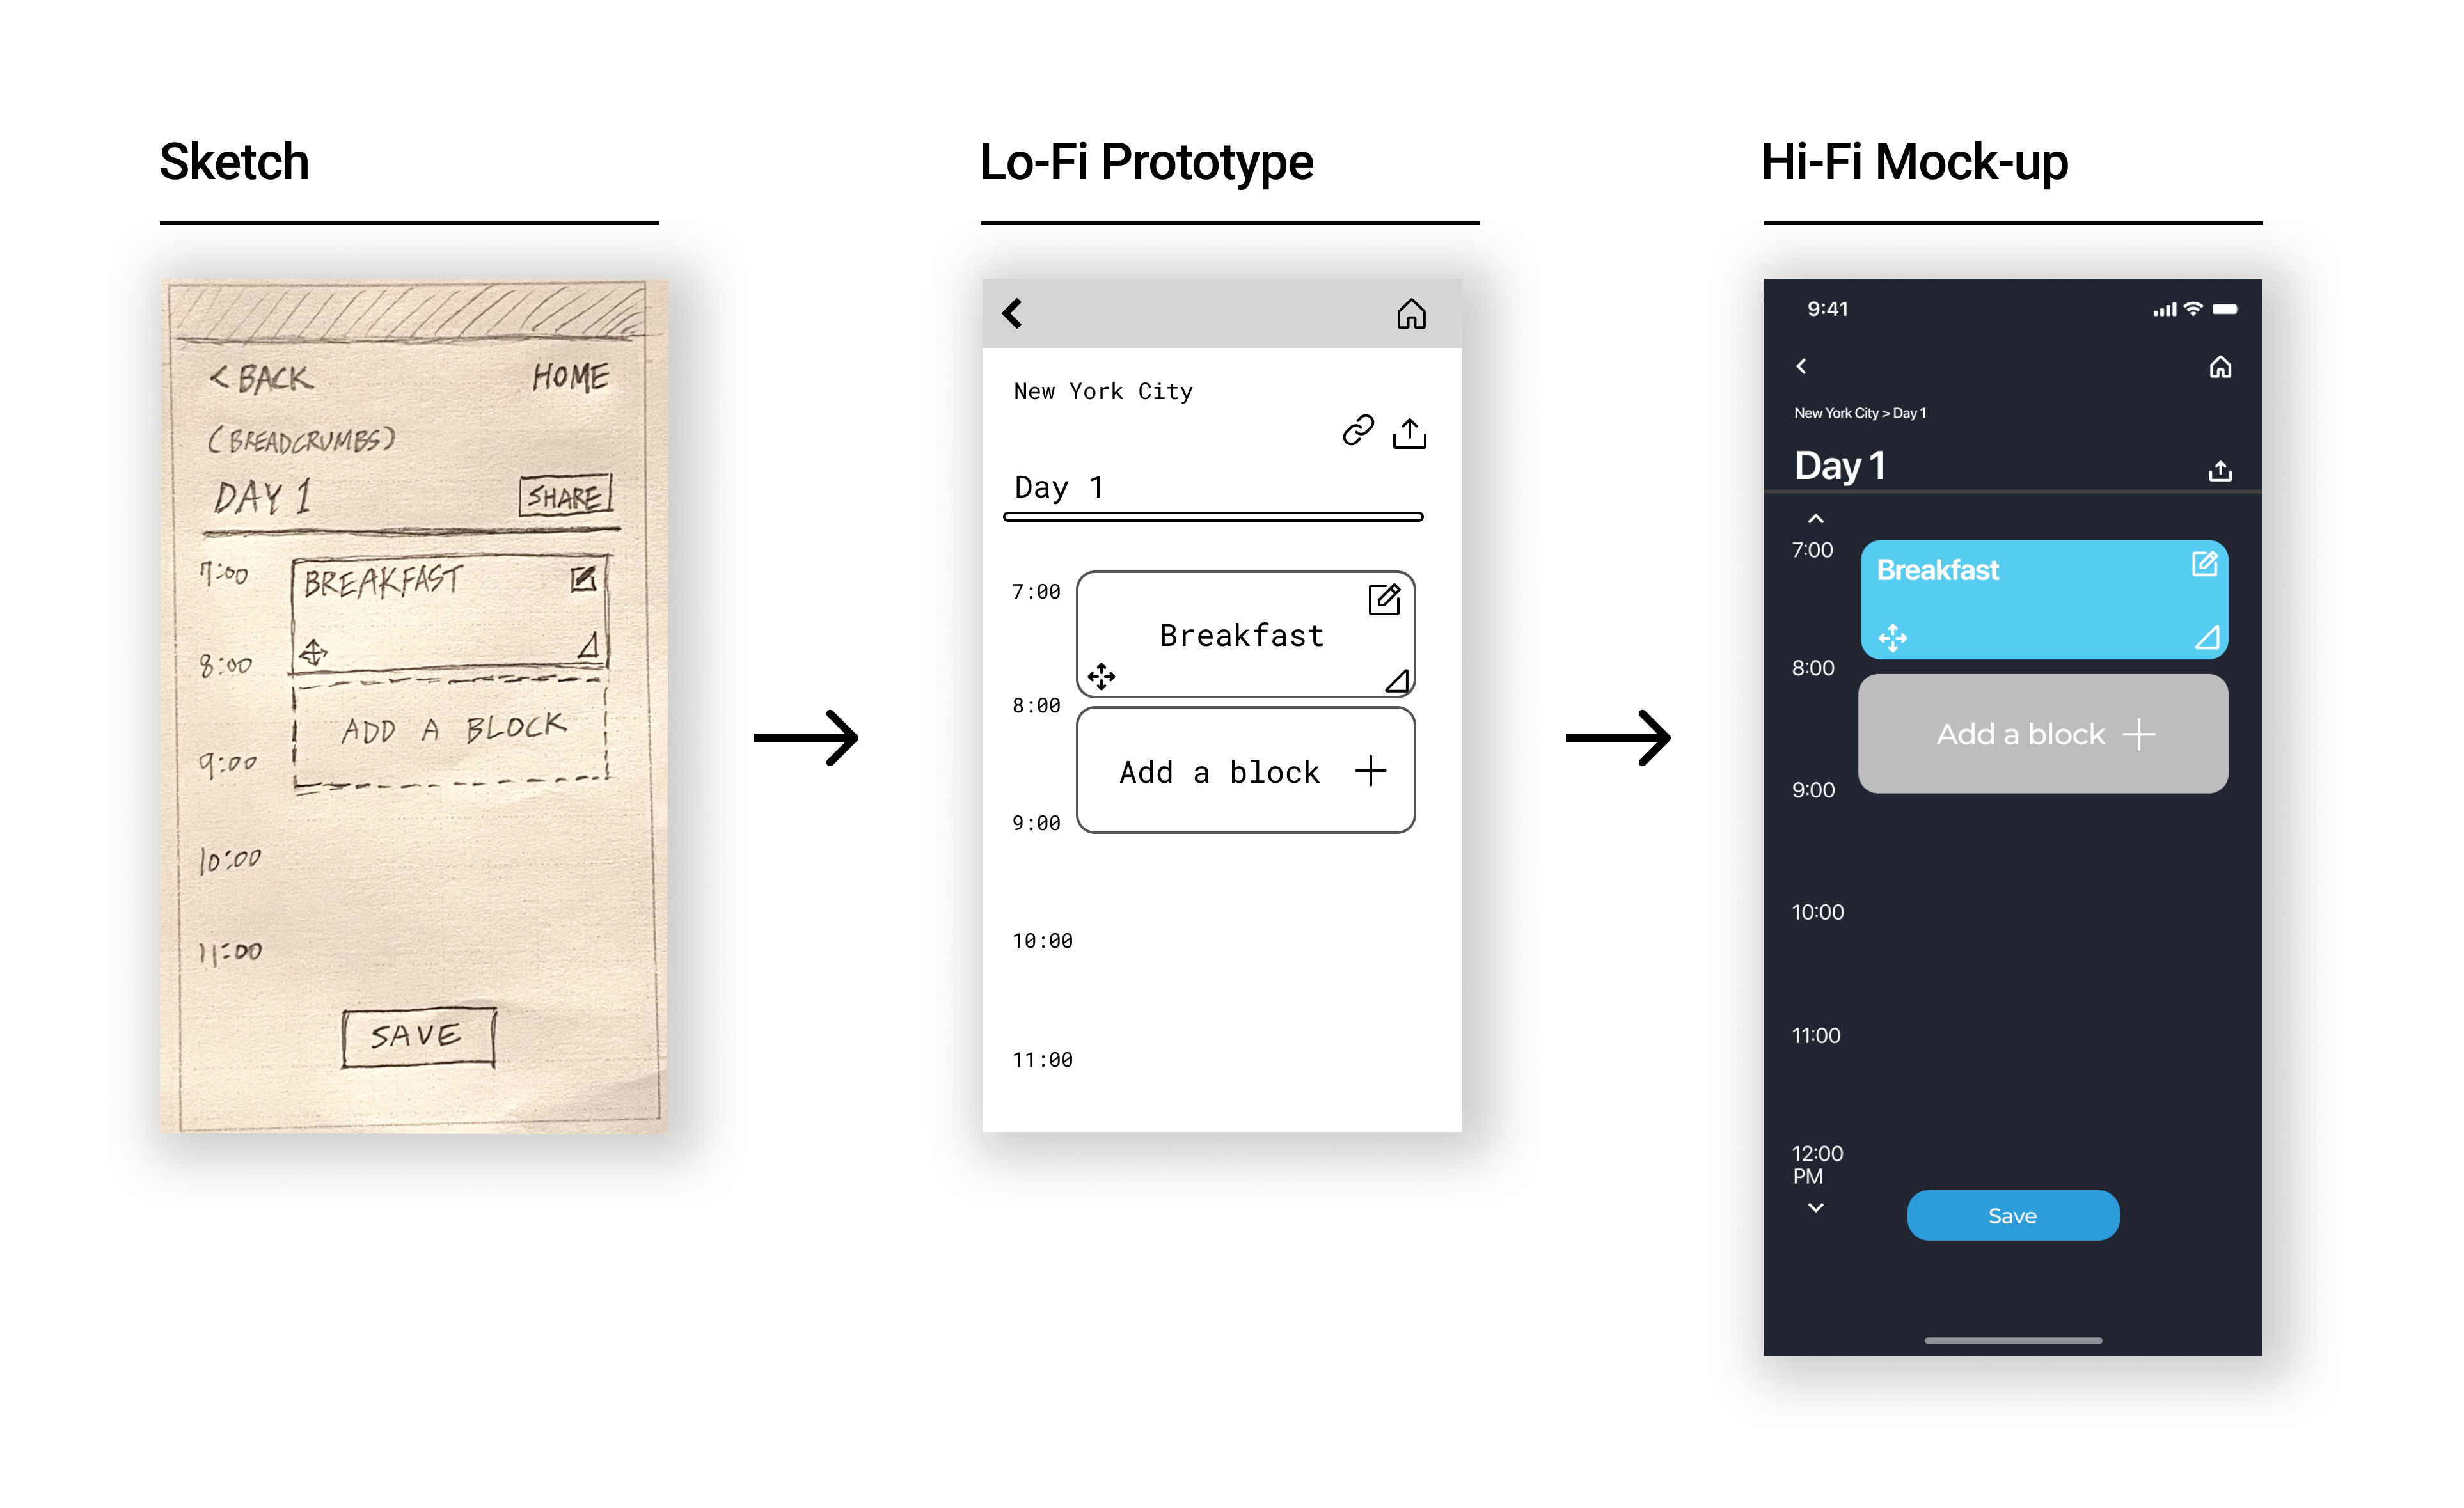 Sketch
< BACK
HOME
(BREADCRUMBS)
DAY 1
SHARE
7:00
BREAKFAST
8:00
ADD A BLOCK
9:00
10:00
11:00
SAVE
Lo-Fi Prototype
New York City
Day 1
7:00
Breakfast
8:00
Add a block +
9:00
10:00
11:00
Hi-Fi Mock-up
9:41
New York City > Day 1
Day 1
7:00
Breakfast
8:00
Add a block +
9:00
10:00
11:00
12:00
PM
Save